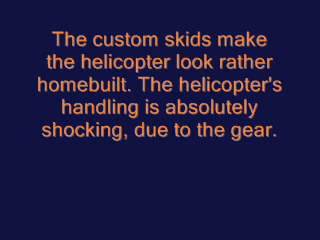 The custom skids make
the helicopter look rather
homebuilt. The helicopter's
handling is absolutely
shocking, due to the gear.